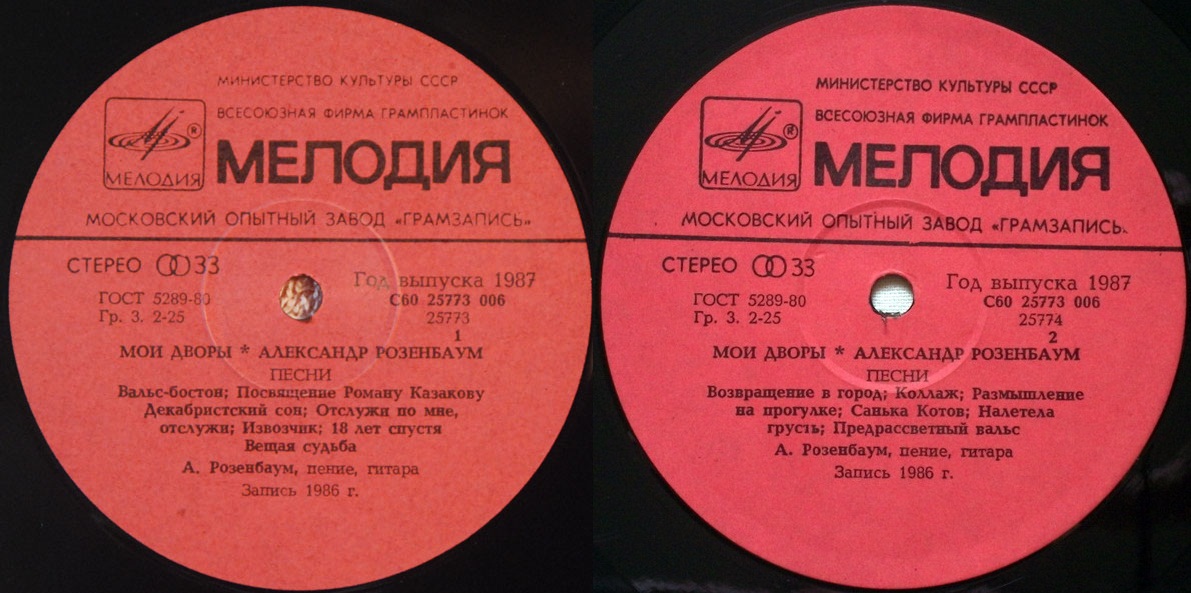 МИНИСТЕРСТВО КУЛЬТУРЫ СССР
ВСЕСОЮЗНАЯ ФИРМА ГРАМПЛАСТИНОК
®
МЕЛОДИЯ
МЕЛОДИЯ
МОСКОВСКИЙ ОПЫТНЫЙ ЗАВОД «ГРАМЗАПИСЬ»
СТЕРЕО 33
Год выпуска 1987
ГОСТ 5289-80
С60 25773 006
Гр. 3. 2-25
25773
1
МОИ ДВОРЫ * АЛЕКСАНДР РОЗЕНБАУМ
ПЕСНИ
Вальс-бостон; Посвящение Роману Казакову
Декабристский сон; Отслужи по мне,
отслужи; Извозчик; 18 лет спустя
Вещая судьба
А. Розенбаум, пение, гитара
Запись 1986 г.
МИНИСТЕРСТВО КУЛЬТУРЫ СССР
ВСЕСОЮЗНАЯ ФИРМА ГРАМПЛАСТИНОК
®
МЕЛОДИЯ
МЕЛОДИЯ
МОСКОВСКИЙ ОПЫТНЫЙ ЗАВОД «ГРАМЗАПИСЬ»
СТЕРЕО 33
Год выпуска 1987
ГОСТ 5289-80
С60 25773 006
Гр. 3. 2-25
25774
2
МОИ ДВОРЫ * АЛЕКСАНДР РОЗЕНБАУМ
ПЕСНИ
Возвращение в город; Коллаж; Размышление
на прогулке; Санька Котов; Налетела
грусть; Предрассветный вальс
А. Розенбаум, пение, гитара
Запись 1986 г.